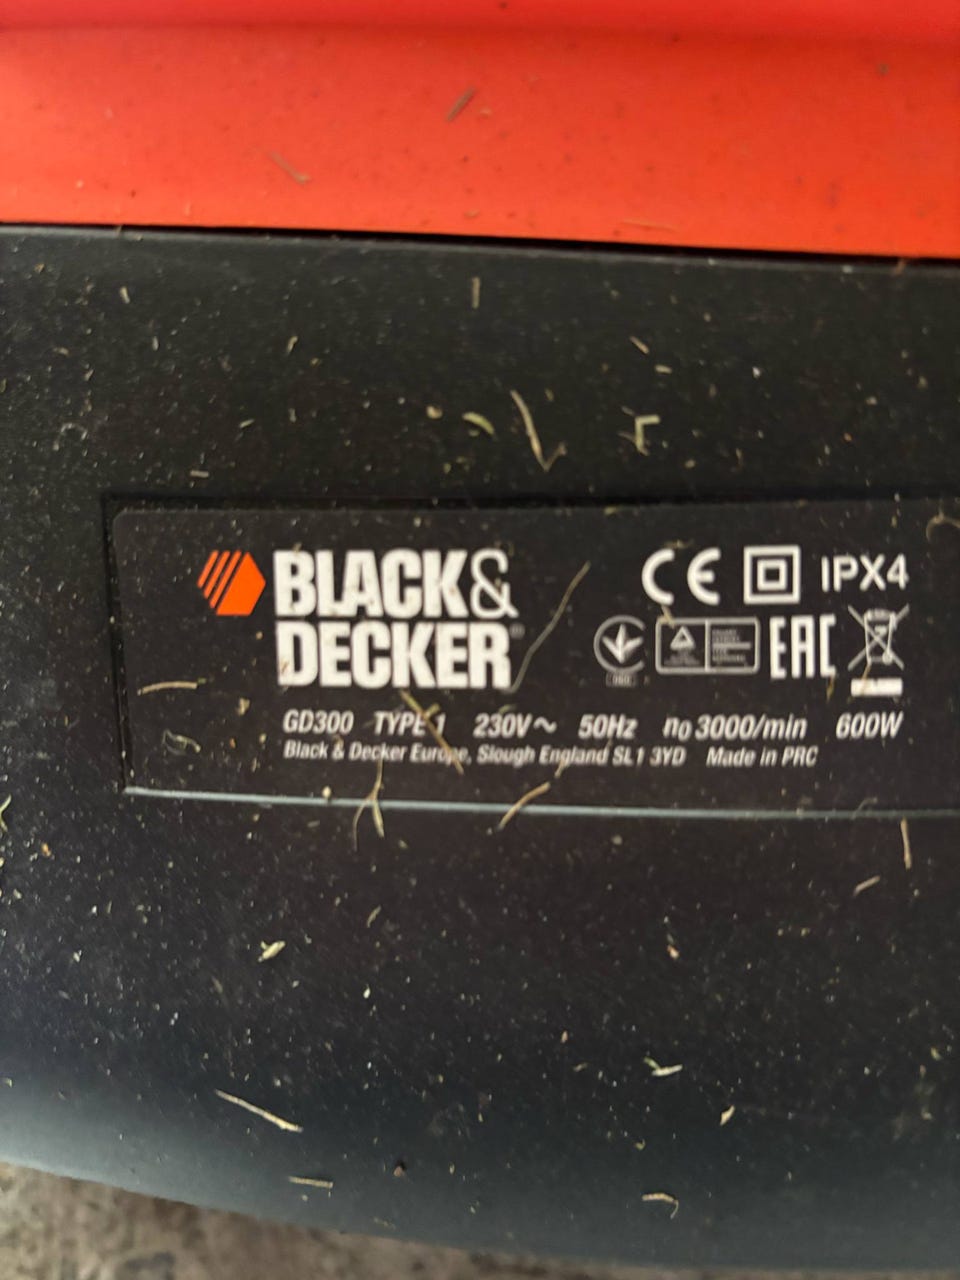 BLACK&
DECKER
CE IPX4
EAC
GD300 TYPE 1 230V~ 50Hz no 3000/min 600W
Black & Decker Europe, Slough England SL1 3YD Made in PRC